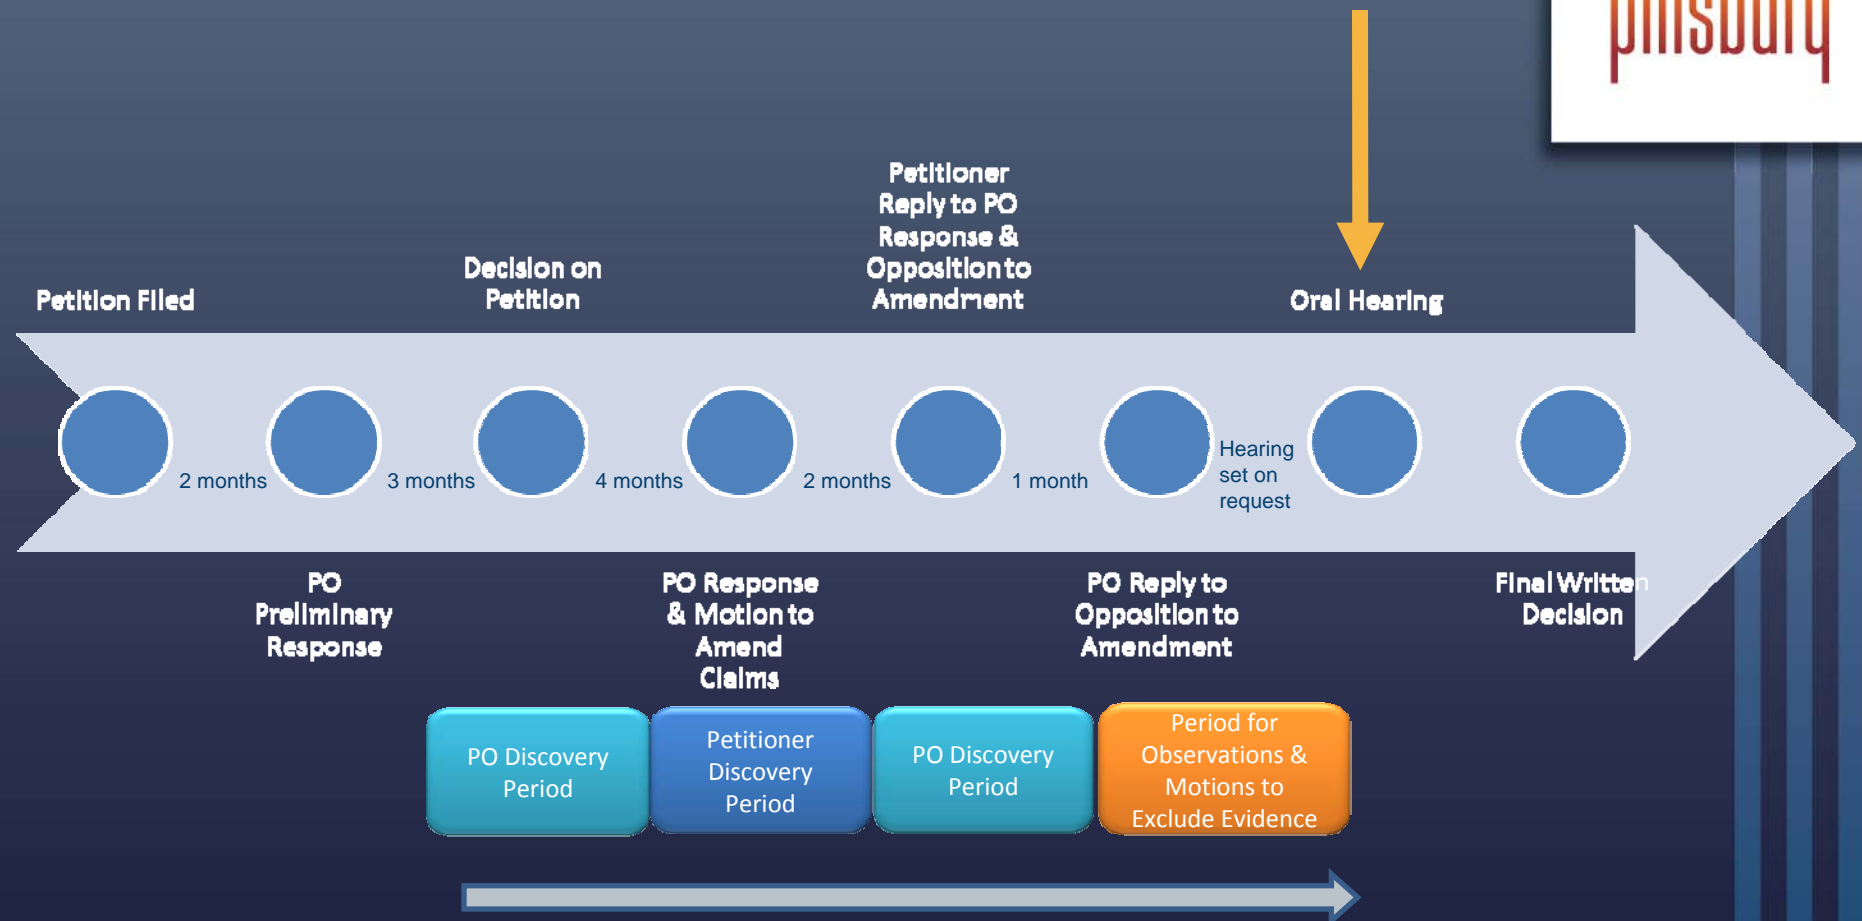 pillsbury
Petitioner
Reply to PO
Response &
Opposition to
Amendment
Decision on
Petition
Petition Filed
Oral Hearing
2 months
3 months
4 months
2 months
1 month
Hearing
set on
request
PO
Preliminary
Response
PO Response
& Motion to
Amend
Claims
PO Reply to
Opposition to
Amendment
Final Written
Decision
PO Discovery
Period
Petitioner
Discovery
Period
PO Discovery
Period
Period for
Observations &
Motions to
Exclude Evidence